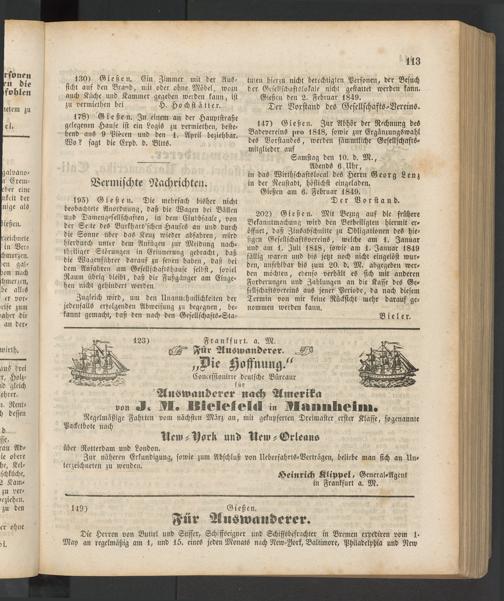 113
130) Gießen. Ein Zimmer mit der Aus-
sicht auf den Brand, mit oder ohne Möbel, wozu
auch Küche und Kammer gegeben werden kann, ist
zu vermiethen bei H. Hochstätter.
178) Gießen. In einem an der Hauptstraße
gelegenen Hause ist ein Logis zu vermiethen, beste-
hend aus 9 Piècen und den 1. April beziehbar.
Wo? sagt die Expd. d. Blits.
Vermischte Nachrichten.
195) Gießen. Die mehrfach bisher nicht
beobachtete Anordnung, daß die Wagen bei Bällen
und Damengesellschaften, in dem Clubbsaale, von
der Seite des Burkhardt'schen Hauses an und durch
die Sonne über das Kreuz wieder abfahren, wird
hierdurch unter dem Anfügen zur Meidung nach-
theiliger Störungen in Erinnerung gebracht, daß
die Wagenführer darauf zu sehen haben, daß bei
dem Anfahren am Gesellschaftshause selbst, soviel
Raum übrig bleibt, daß die Fußgänger am Einge-
hen nicht gehindert werden.
Zugleich wird, um den Unannehmlichkeiten der
jedenfalls erfolgenden Abweisung zu begegnen, be-
kannt gemacht, daß den nach den Gesellschafts-Sta-
tuten hierin nicht berechtigten Personen, der Besuch
der Gesellschaftslokale nicht gestattet werden kann.
Gießen den 2. Februar 1849.
Der Vorstand des Gesellschafts-Vereins.
147) Gießen. Zur Abhör der Rechnung des
Badevereins pro 1848, sowie zur Ergänzungswahl
des Vorstandes, werden sämmtliche Gesellschafts-
mitglieder auf
Samstag den 10. d. M.,
Abends 6 Uhr,
in das Wirthschaftslocal des Herrn Georg Lenz
in der Neustadt, höflichst eingeladen.
Gießen am 6. Februar 1849.
Der Vorstand.
202) Gießen. Mit Bezug auf die frühere
Bekanntmachung wird den Betheiligten hiermit er-
öffnet, daß Zinsabschnitte zu Obligationen des hie-
sigen Gesellschaftsvereins, welche am 1. Januar
und am 1. Juli 1848, sowie am 1. Januar 1849
fällig waren und bis jetzt noch nicht eingelöst wur-
den, unfehlbar bis zum 20. d. M. abgegeben wer-
den möchten, ebenso verhält es sich mit anderen
Forderungen und Zahlungen an die Kasse des Ge-
sellschaftsvereins aus jener Periode, da nach diesem
Termin von mir keine Rücksicht mehr darauf ge-
nommen werden kann.
Bieler.
123) Frankfurt a. M.
Für Auswanderer.
„Die Hoffnung."
Concessionirte deutsche Büreaur
für
Auswanderer nach Amerika
von J. M. Bielefeld in Mannheim.
Regelmäßige Fahrten vom nächsten März an, mit gekupferten Dreimaster erster Klasse, sogenannte
Paketboote nach
New-York und New-Orleans
über Rotterdam und London.
Zur näheren Erkundigung, sowie zum Abschluß von Ueberfahrts-Verträgen, beliebe man sich an Un-
terzeichneten zu wenden.
Heinrich Klippel, General-Agent
in Frankfurt a. M.
149) Gießen.
Für Auswanderer.
Die Herren von Buttel und Stisser, Schiffseigner und Schiffsbefrachter in Bremen expediren vom 1.
May an regelmäßig am 1. und 15. eines jeden Monats nach New-York, Baltimore, Philadelphia und New